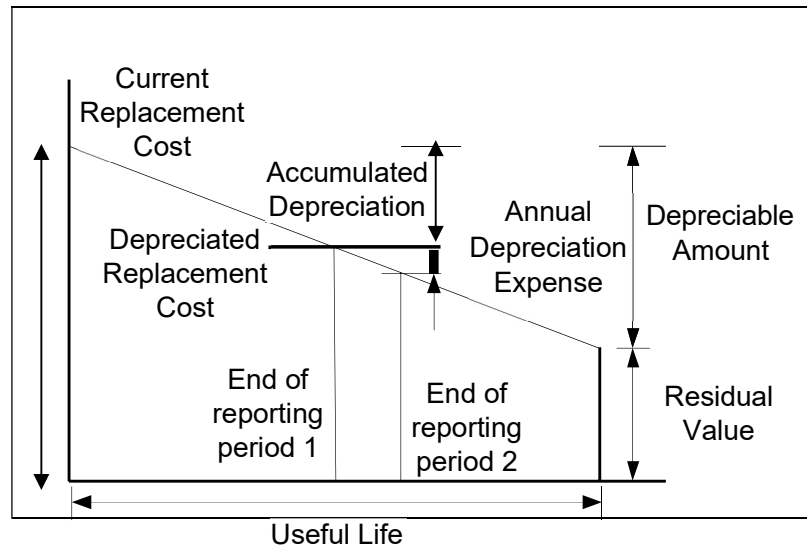 Current
Replacement
Cost
Accumulated
Depreciation
Annual
Depreciation
Expense
Depreciable
Amount
Depreciated
Replacement
Cost
End of
reporting
period 1
End of
reporting
period 2
Residual
Value
Useful Life